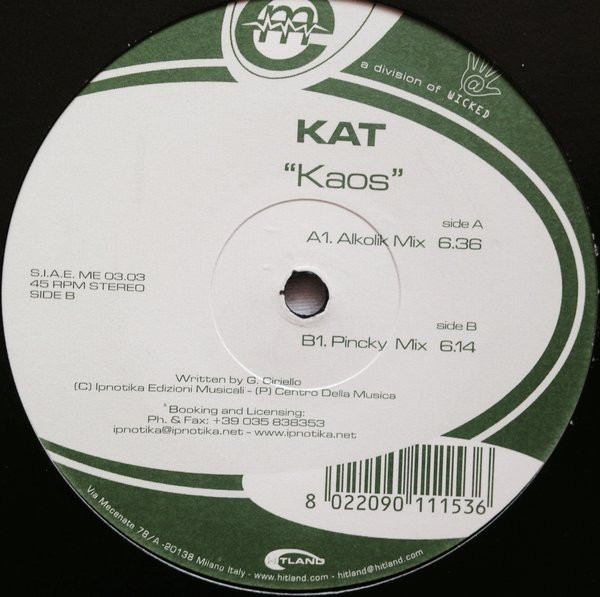 me
a division of WICKED
@
KAT
"Kaos"
side A
A1. Alkolik Mix 6.36
S.I.A.E. ME 03.03
45 RPM STEREO
SIDE B
side B
B1. Pincky Mix 6.14
Written by G. Ciriello
(C) Ipnotika Edizioni Musicali - (P) Centro Della Musica
*Booking and Licensing:
Ph. & Fax: +39 035 838353
ipnotika@ipnotika.net - www.ipnotika.net
8 022090 111536
HITLAND
Via Mecenate 78/A -20138 Milano Italy - www.hitland.com - hitland@hitland.com